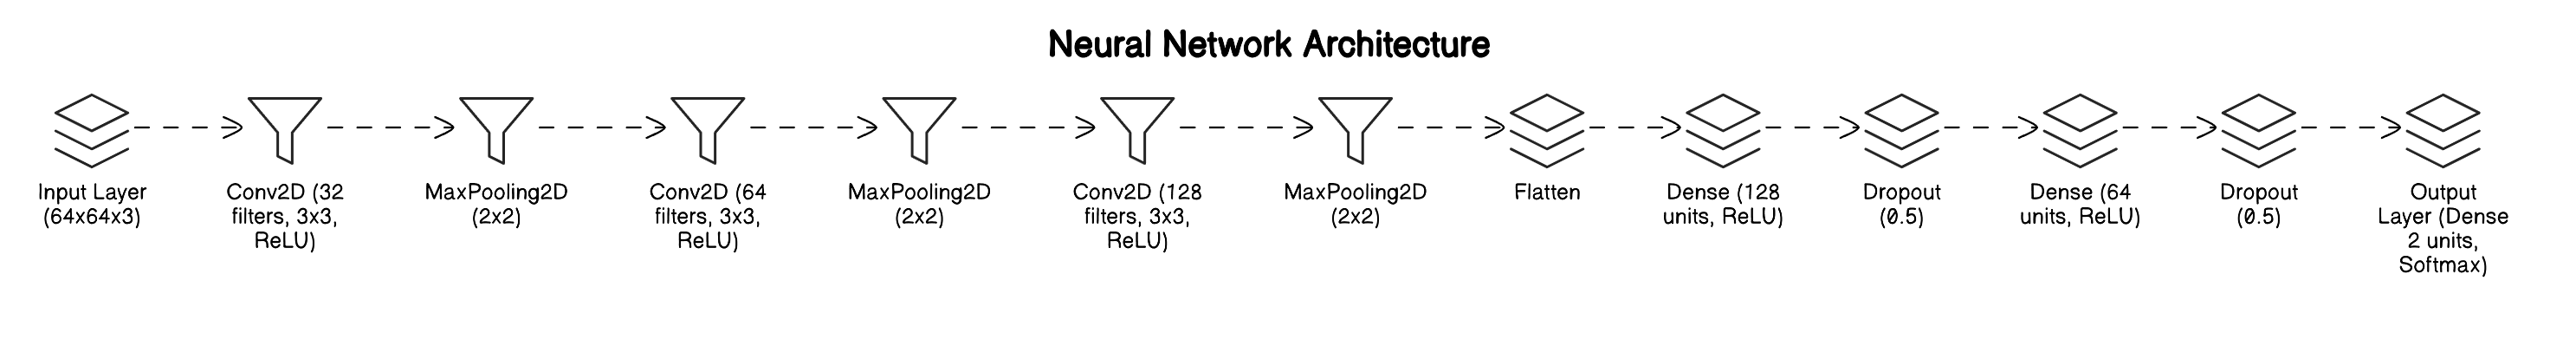 Neural Network Architecture
Input Layer
(64x64x3)
Conv2D (32
filters, 3x3,
ReLU)
MaxPooling2D
(2x2)
Conv2D (64
filters, 3x3,
ReLU)
MaxPooling2D
(2x2)
Conv2D (128
filters, 3x3,
ReLU)
MaxPooling2D
(2x2)
Flatten
Dense (128
units, ReLU)
Dropout
(0.5)
Dense (64
units, ReLU)
Dropout
(0.5)
Output
Layer (Dense
2 units,
Softmax)